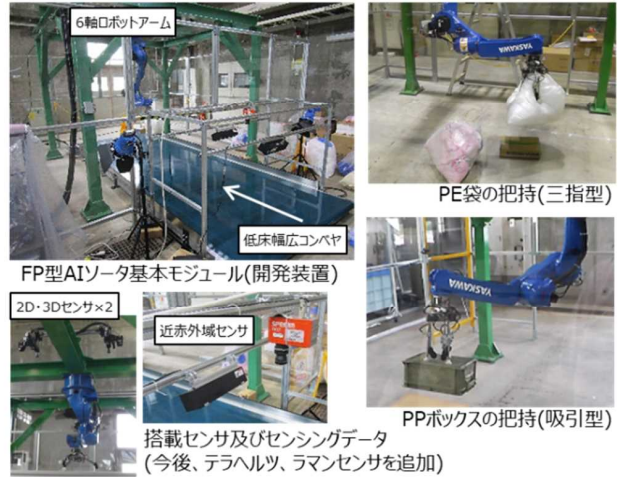 6軸ロボットアーム
低床幅広コンベヤ
FP型AIソータ基本モジュール(開発装置)
YASKAWA
PE袋の把持(三指型)
2D・3Dセンサ×2
近赤外域センサ
SPECIM
YASKAWA
PPボックスの把持(吸引型)
搭載センサ及びセンシングデータ
(今後、テラヘルツ、ラマンセンサを追加)